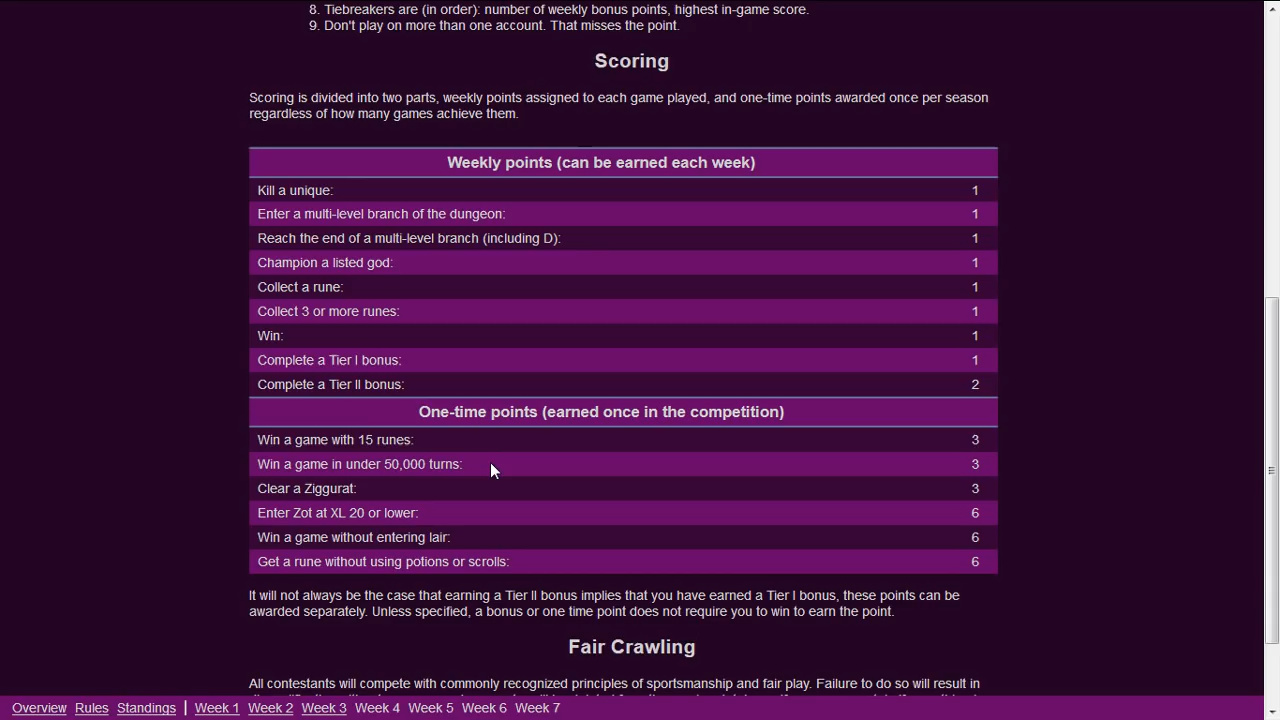 8. Tiebreakers are (in order): number of weekly bonus points, highest in-game score.
9. Don't play on more than one account. That misses the point.
Scoring
Scoring is divided into two parts, weekly points assigned to each game played, and one-time points awarded once per season
regardless of how many games achieve them.
Weekly points (can be earned each week)
Kill a unique: 1
Enter a multi-level branch of the dungeon: 1
Reach the end of a multi-level branch (including D): 1
Champion a listed god: 1
Collect a rune: 1
Collect 3 or more runes: 1
Win: 1
Complete a Tier I bonus: 1
Complete a Tier II bonus: 2
One-time points (earned once in the competition)
Win a game with 15 runes: 3
Win a game in under 50,000 turns: 3
Clear a Ziggurat: 3
Enter Zot at XL 20 or lower: 6
Win a game without entering lair: 6
Get a rune without using potions or scrolls: 6
It will not always be the case that earning a Tier II bonus implies that you have earned a Tier I bonus, these points can be
awarded separately. Unless specified, a bonus or one time point does not require you to win to earn the point.
Fair Crawling
All contestants will compete with commonly recognized principles of sportsmanship and fair play. Failure to do so will result in
Overview Rules Standings | Week 1 Week 2 Week 3 Week 4 Week 5 Week 6 Week 7